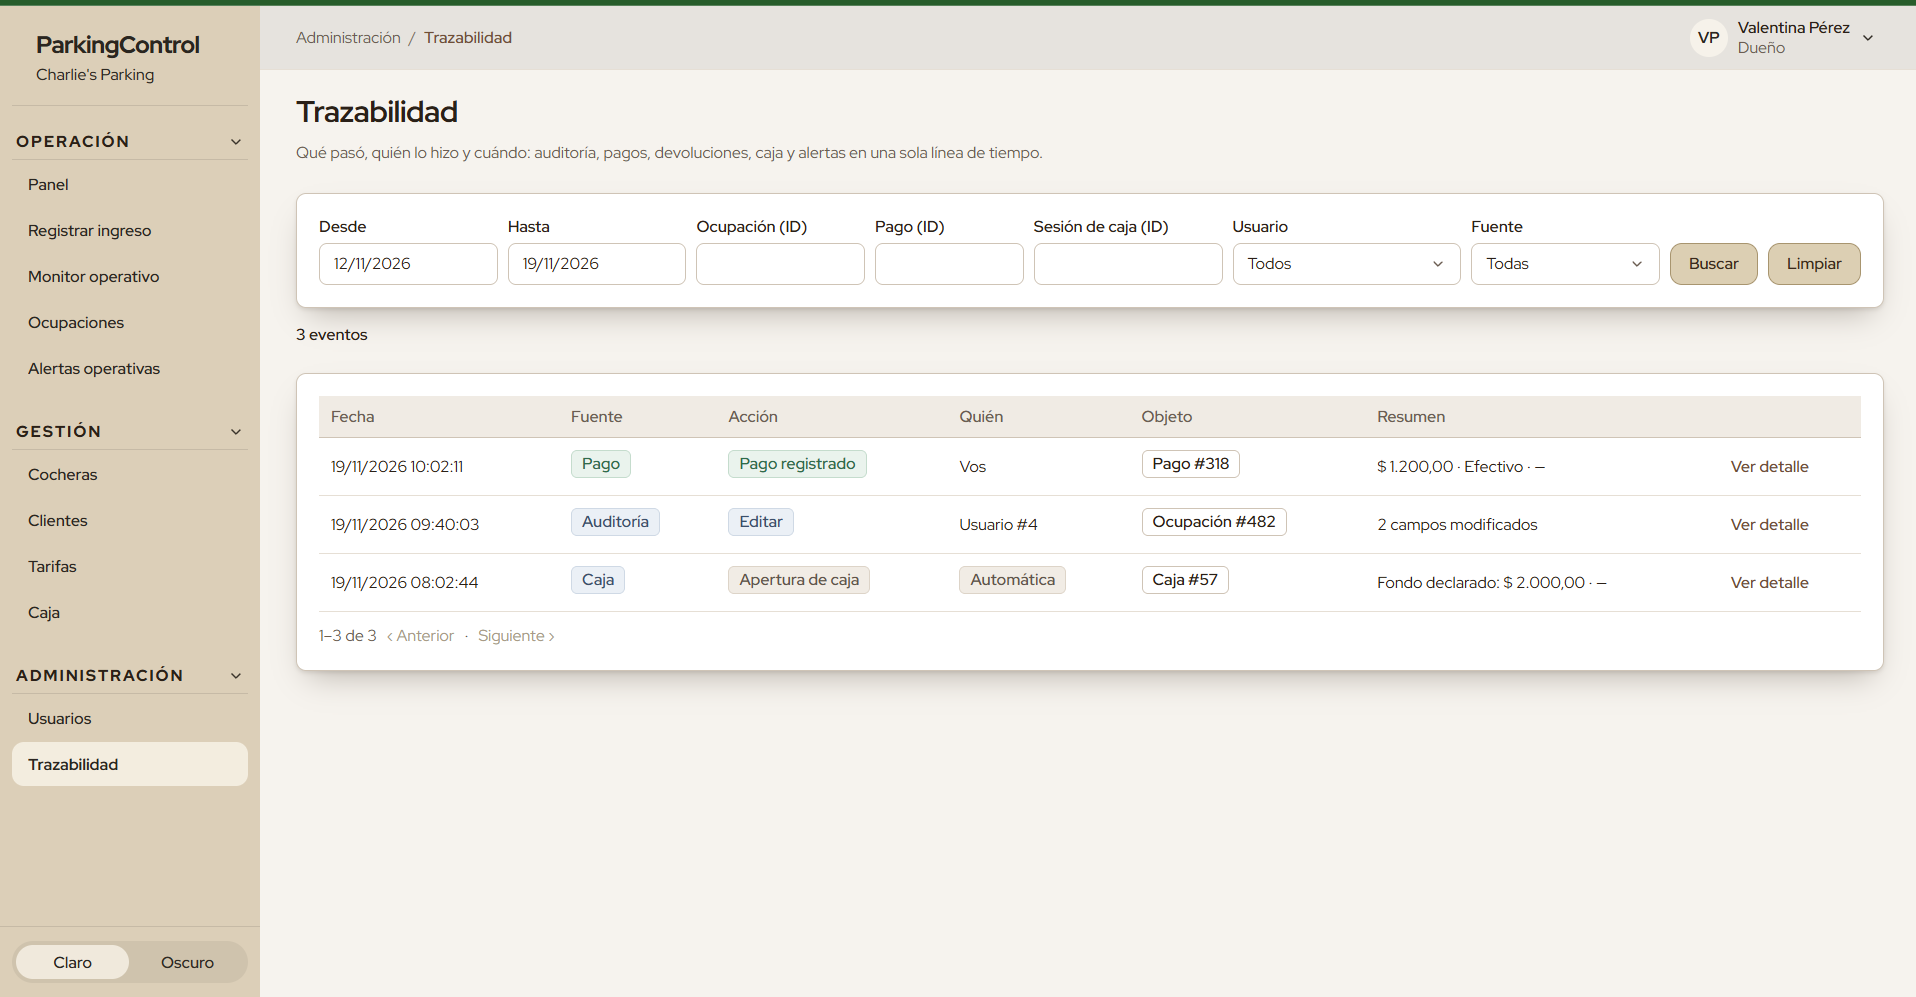 ParkingControl
Charlie's Parking
OPERACIÓN
Panel
Registrar ingreso
Monitor operativo
Ocupaciones
Alertas operativas
GESTIÓN
Cocheras
Clientes
Tarifas
Caja
ADMINISTRACIÓN
Usuarios
Trazabilidad
Claro Oscuro
Administración / Trazabilidad
VP Valentina Pérez
Dueño
Trazabilidad
Qué pasó, quién lo hizo y cuándo: auditoría, pagos, devoluciones, caja y alertas en una sola línea de tiempo.
Desde Hasta Ocupación (ID) Pago (ID) Sesión de caja (ID) Usuario Fuente
12/11/2026 19/11/2026 Todos Todas Buscar Limpiar
3 eventos
Fecha Fuente Acción Quién Objeto Resumen
19/11/2026 10:02:11 Pago Pago registrado Vos Pago #318 $ 1.200,00 · Efectivo · — Ver detalle
19/11/2026 09:40:03 Auditoría Editar Usuario #4 Ocupación #482 2 campos modificados Ver detalle
19/11/2026 08:02:44 Caja Apertura de caja Automática Caja #57 Fondo declarado: $ 2.000,00 · — Ver detalle
1–3 de 3 ‹ Anterior · Siguiente ›